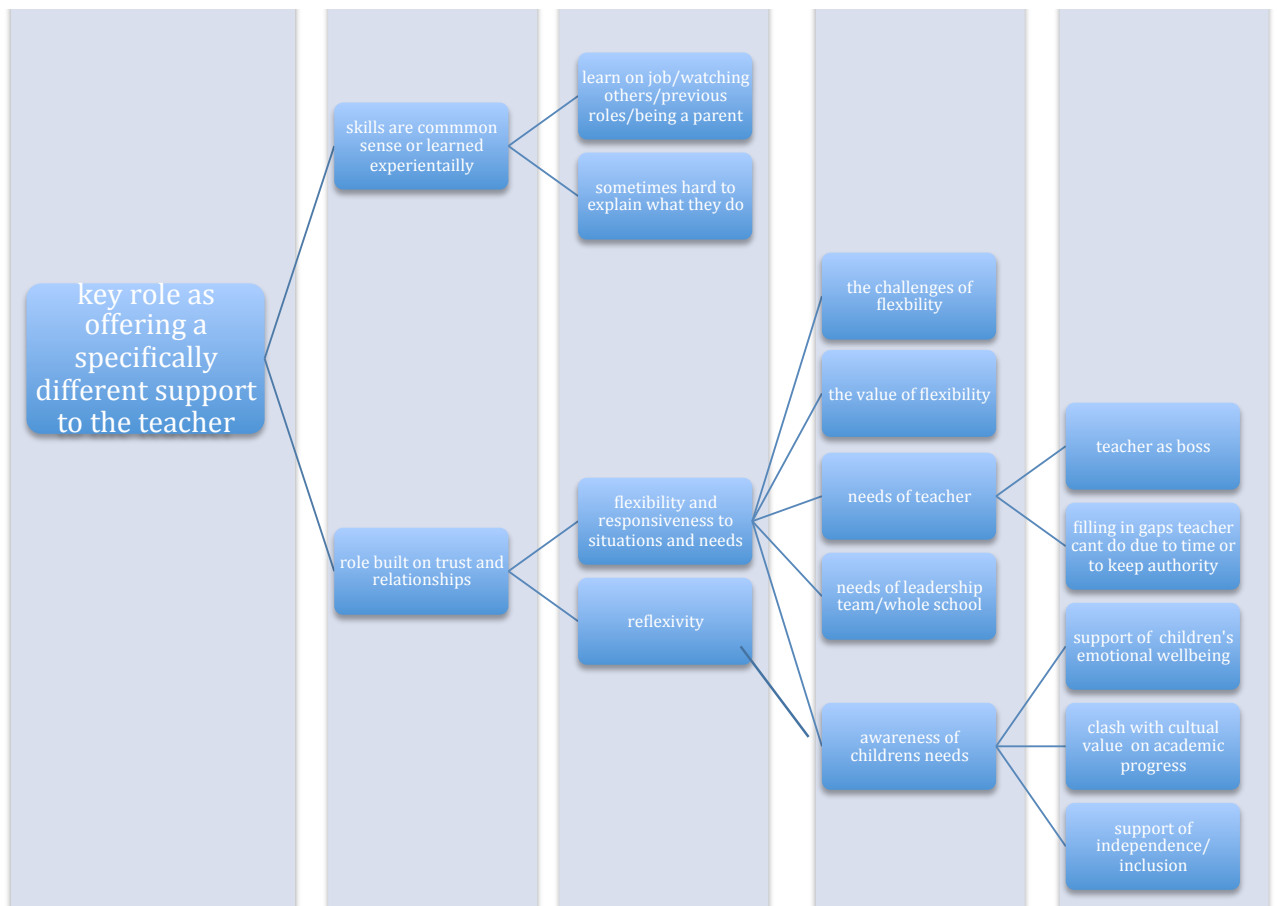 key role as
offering a
specifically
different support
to the teacher
skills are commmon
sense or learned
experientailly
role built on trust and
relationships
learn on job/watching
others/previous
roles/being a parent
sometimes hard to
explain what they do
flexibility and
responsiveness to
situations and needs
reflexivity
the challenges of
flexbility
the value of flexibility
needs of teacher
needs of leadership
team/whole school
awareness of
childrens needs
teacher as boss
filling in gaps teacher
cant do due to time or
to keep authority
support of  children's
emotional wellbeing
clash with cultual
value  on academic
progress
support of
independence/
inclusion